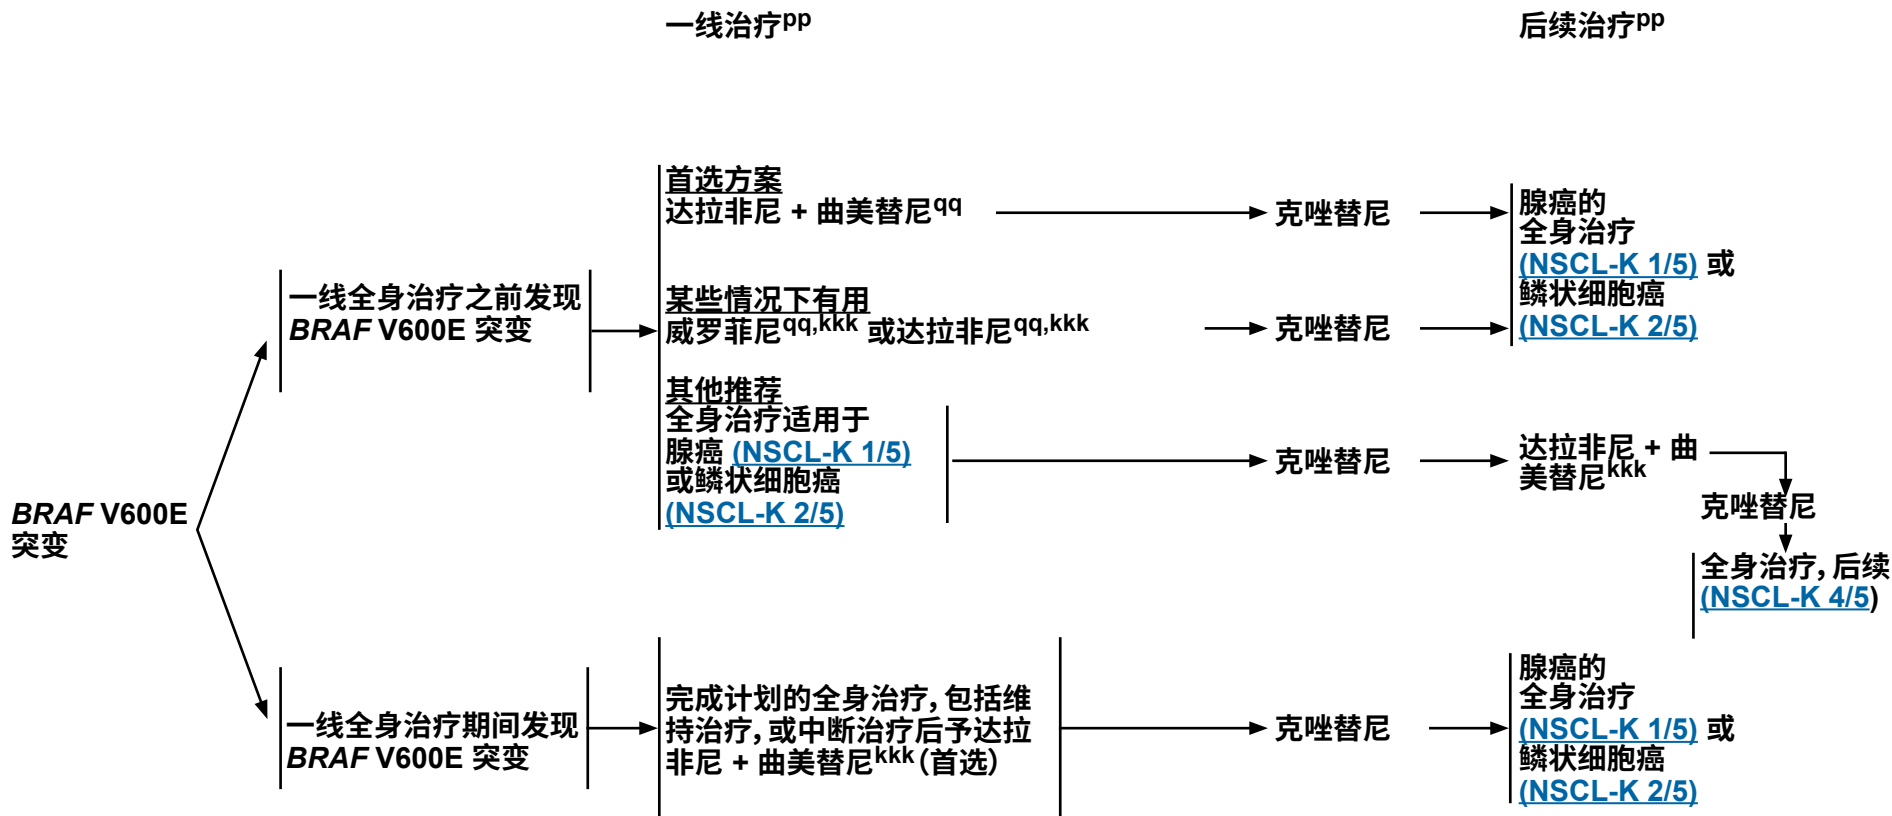 一线治疗pp
后续治疗pp
首选方案
达拉非尼 + 曲美替尼qq
克唑替尼
腺癌的
全身治疗
(NSCL-K 1/5) 或
鳞状细胞癌
(NSCL-K 2/5)
一线全身治疗之前发现
BRAF V600E 突变
某些情况下有用
威罗菲尼qq,kkk 或达拉非尼qq,kkk
克唑替尼
其他推荐
全身治疗适用于
腺癌 (NSCL-K 1/5)
或鳞状细胞癌
(NSCL-K 2/5)
克唑替尼
达拉非尼 + 曲
美替尼kkk
克唑替尼
全身治疗，后续
(NSCL-K 4/5)
BRAF V600E
突变
一线全身治疗期间发现
BRAF V600E 突变
完成计划的全身治疗，包括维
持治疗，或中断治疗后予达拉
非尼 + 曲美替尼kkk（首选）
克唑替尼
腺癌的
全身治疗
(NSCL-K 1/5) 或
鳞状细胞癌
(NSCL-K 2/5)